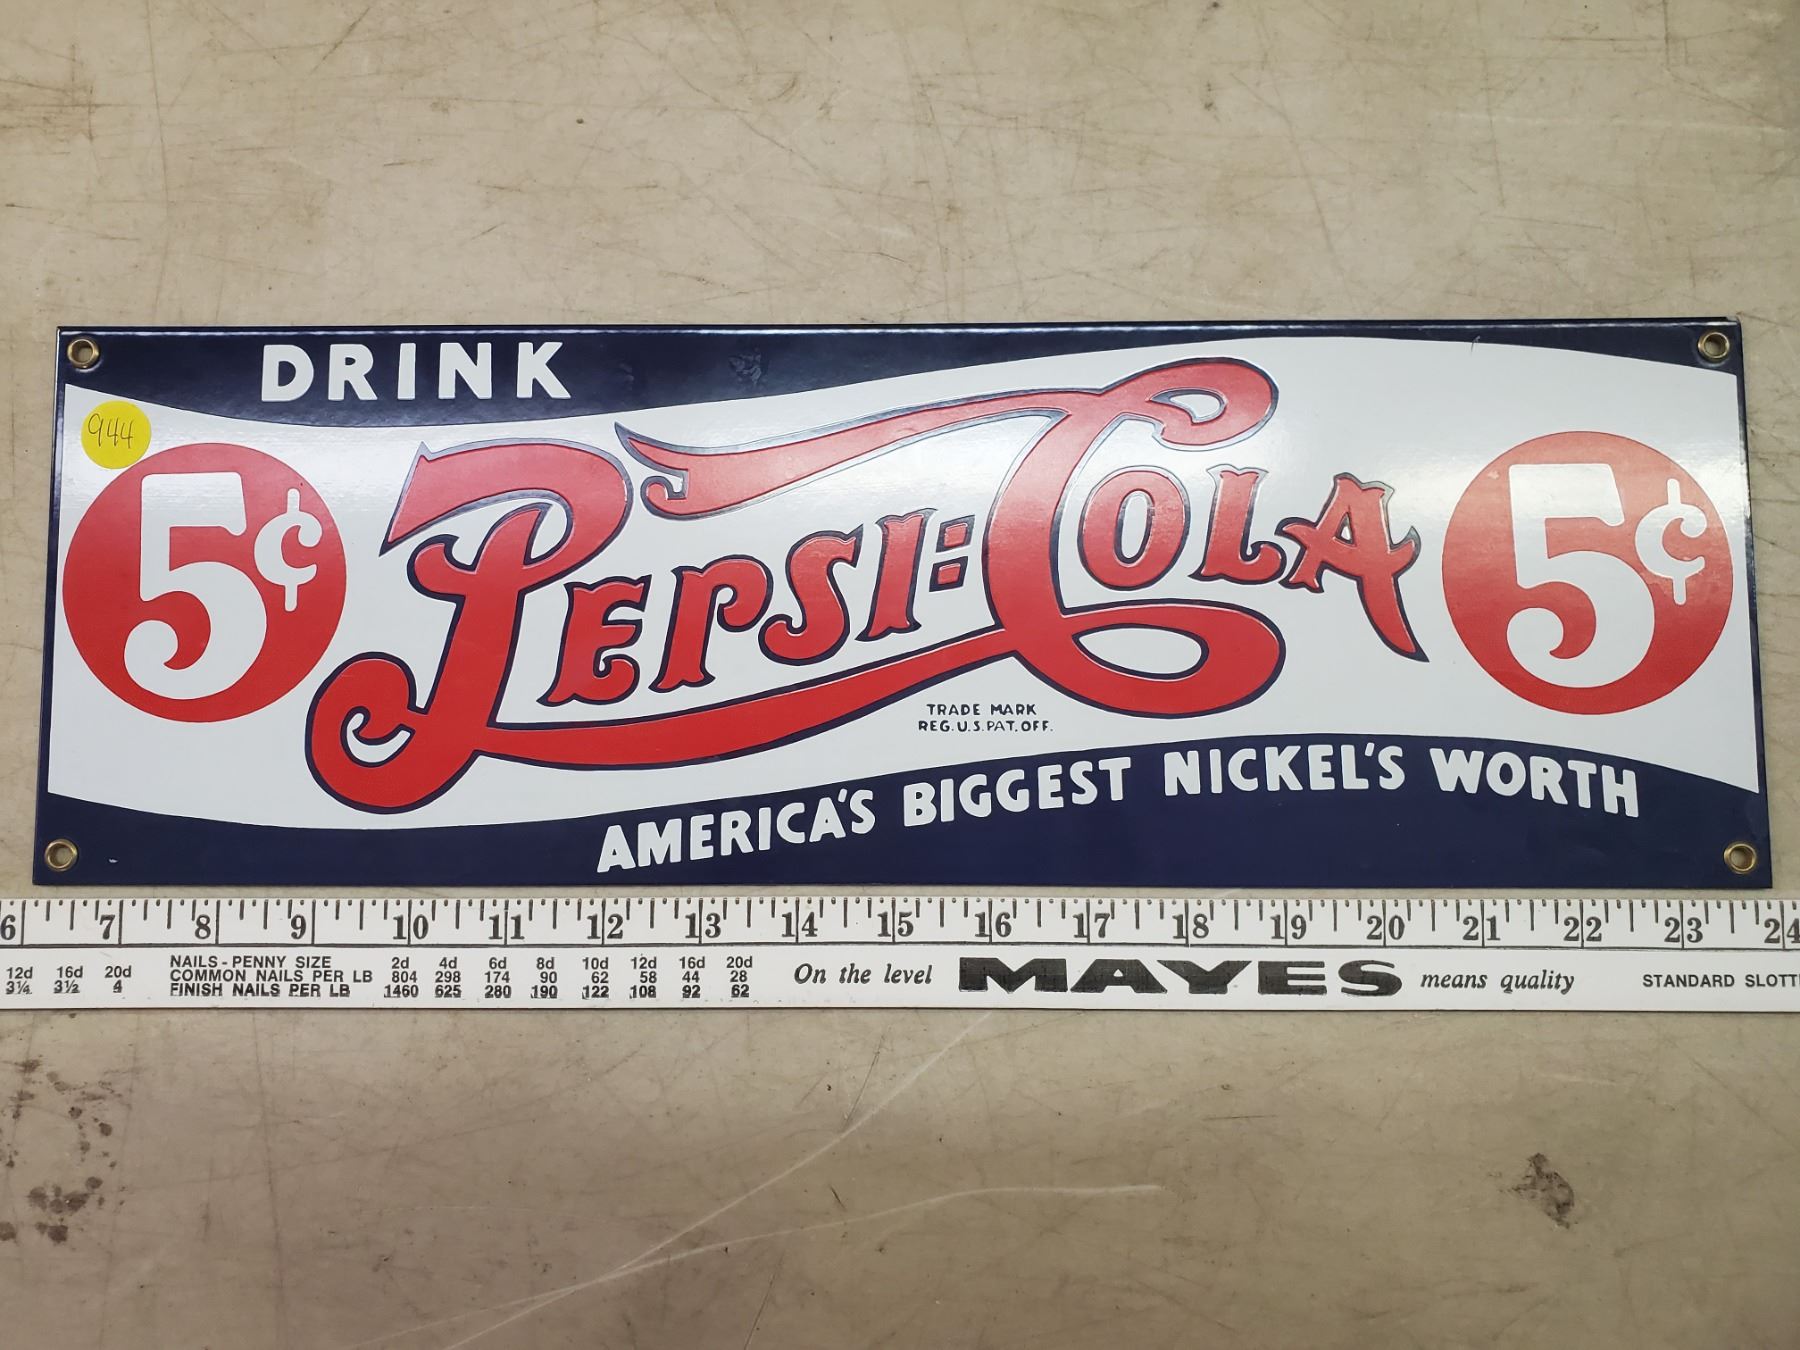 DRINK
944
5¢ PEPSI:COLA 5¢
TRADE MARK
REG. U.S. PAT. OFF.
AMERICA'S BIGGEST NICKEL'S WORTH
6 7 8 9 10 11 12 13 14 15 16 17 18 19 20 21 22 23 24
12d 16d 20d
3¼ 3½ 4
NAILS - PENNY SIZE 2d 4d 6d 8d 10d 12d 16d 20d
COMMON NAILS PER LB 804 298 174 90 62 58 44 28
FINISH NAILS PER LB 1460 625 280 190 122 108 92 62
On the level MAYES means quality
STANDARD SLOTT